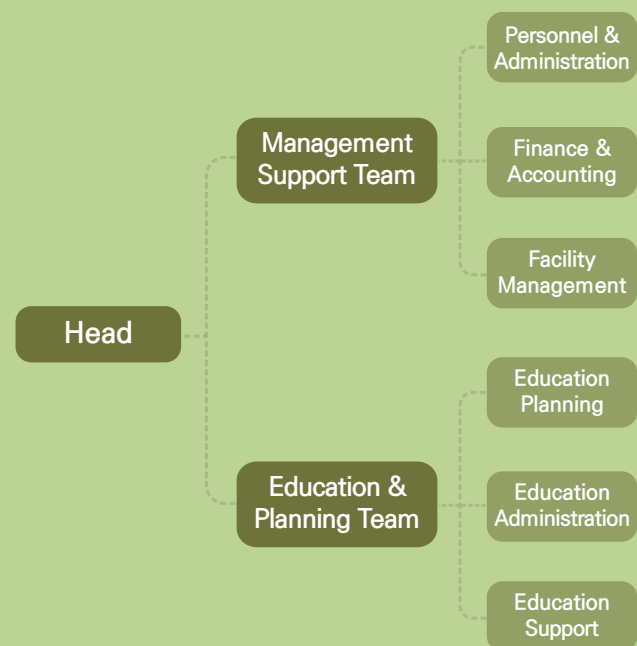 Head
Management
Support Team
Personnel &
Administration
Finance &
Accounting
Facility
Management
Education &
Planning Team
Education
Planning
Education
Administration
Education
Support